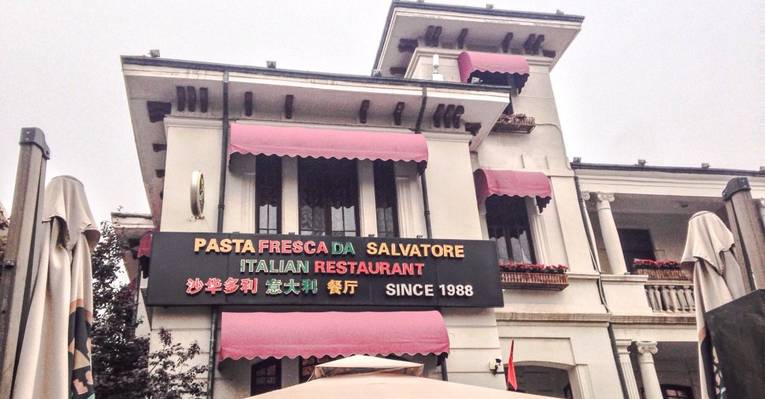 PASTA FRESCA DA SALVATORE
ITALIAN RESTAURANT
沙华多利 意大利 餐厅 SINCE 1988